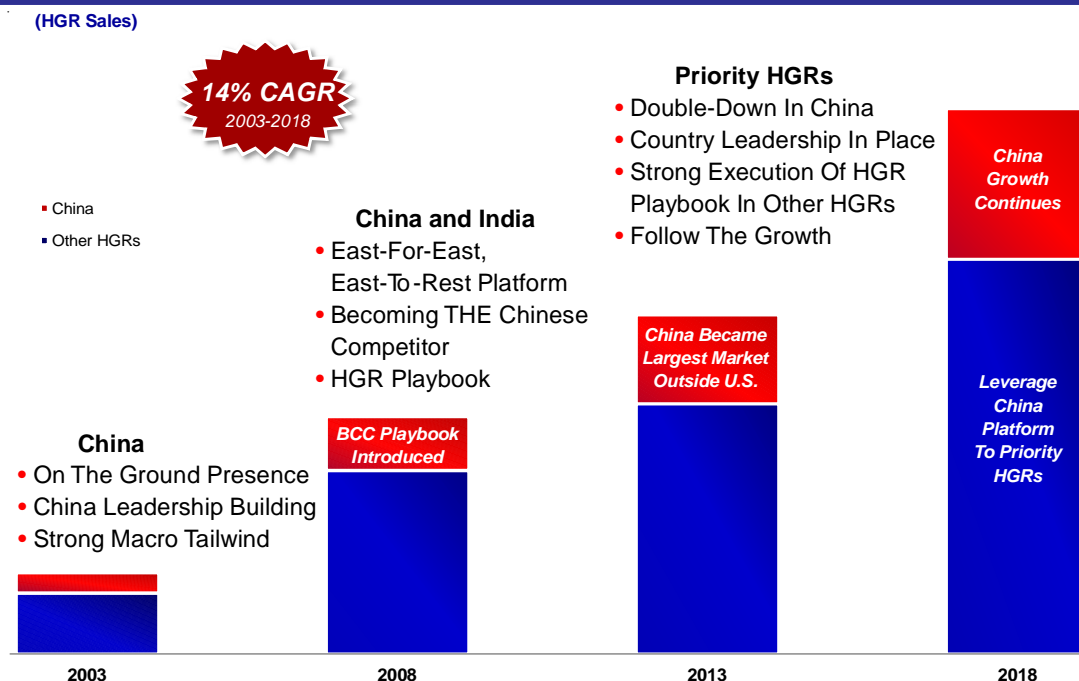 (HGR Sales)
14% CAGR
2003-2018
China
Other HGRs
China
• On The Ground Presence
• China Leadership Building
• Strong Macro Tailwind
China and India
• East-For-East,
East-To-Rest Platform
• Becoming THE Chinese
Competitor
• HGR Playbook
Priority HGRs
• Double-Down In China
• Country Leadership In Place
• Strong Execution Of HGR
Playbook In Other HGRs
• Follow The Growth
BCC Playbook
Introduced
China Became
Largest Market
Outside U.S.
China
Growth
Continues
Leverage
China
Platform
To Priority
HGRs
2003
2008
2013
2018